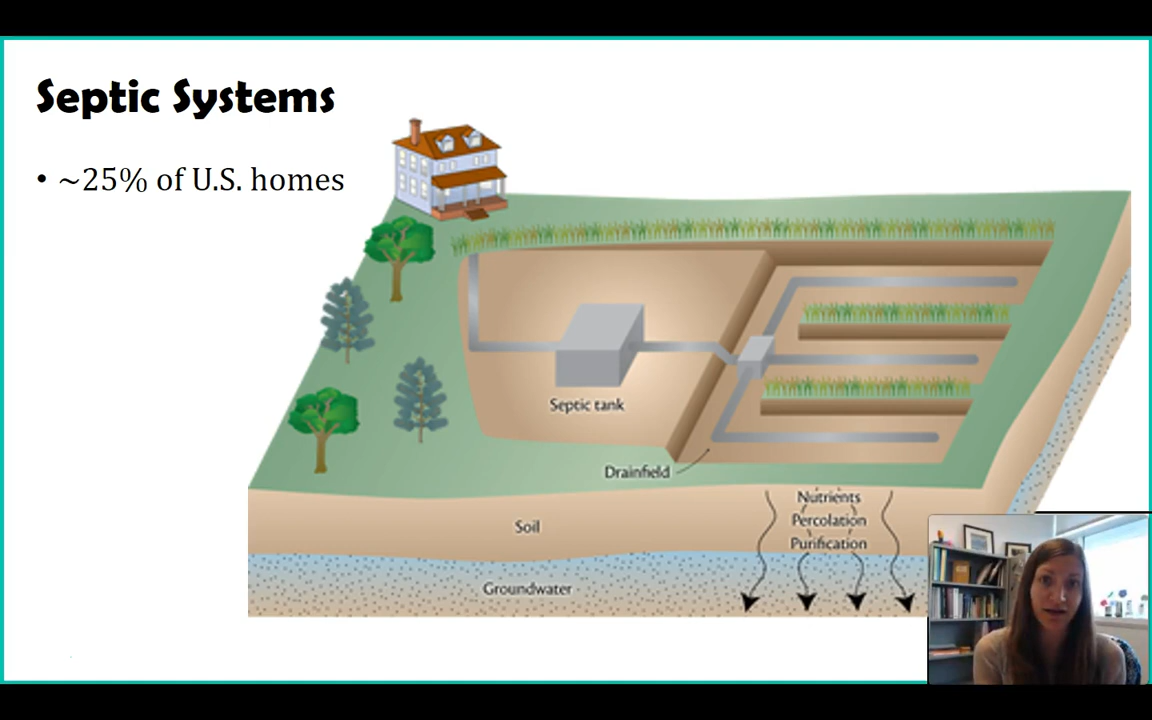 Septic Systems
• ~25% of U.S. homes
Septic tank
Drainfield
Nutrients
Percolation
Purification
Soil
Groundwater